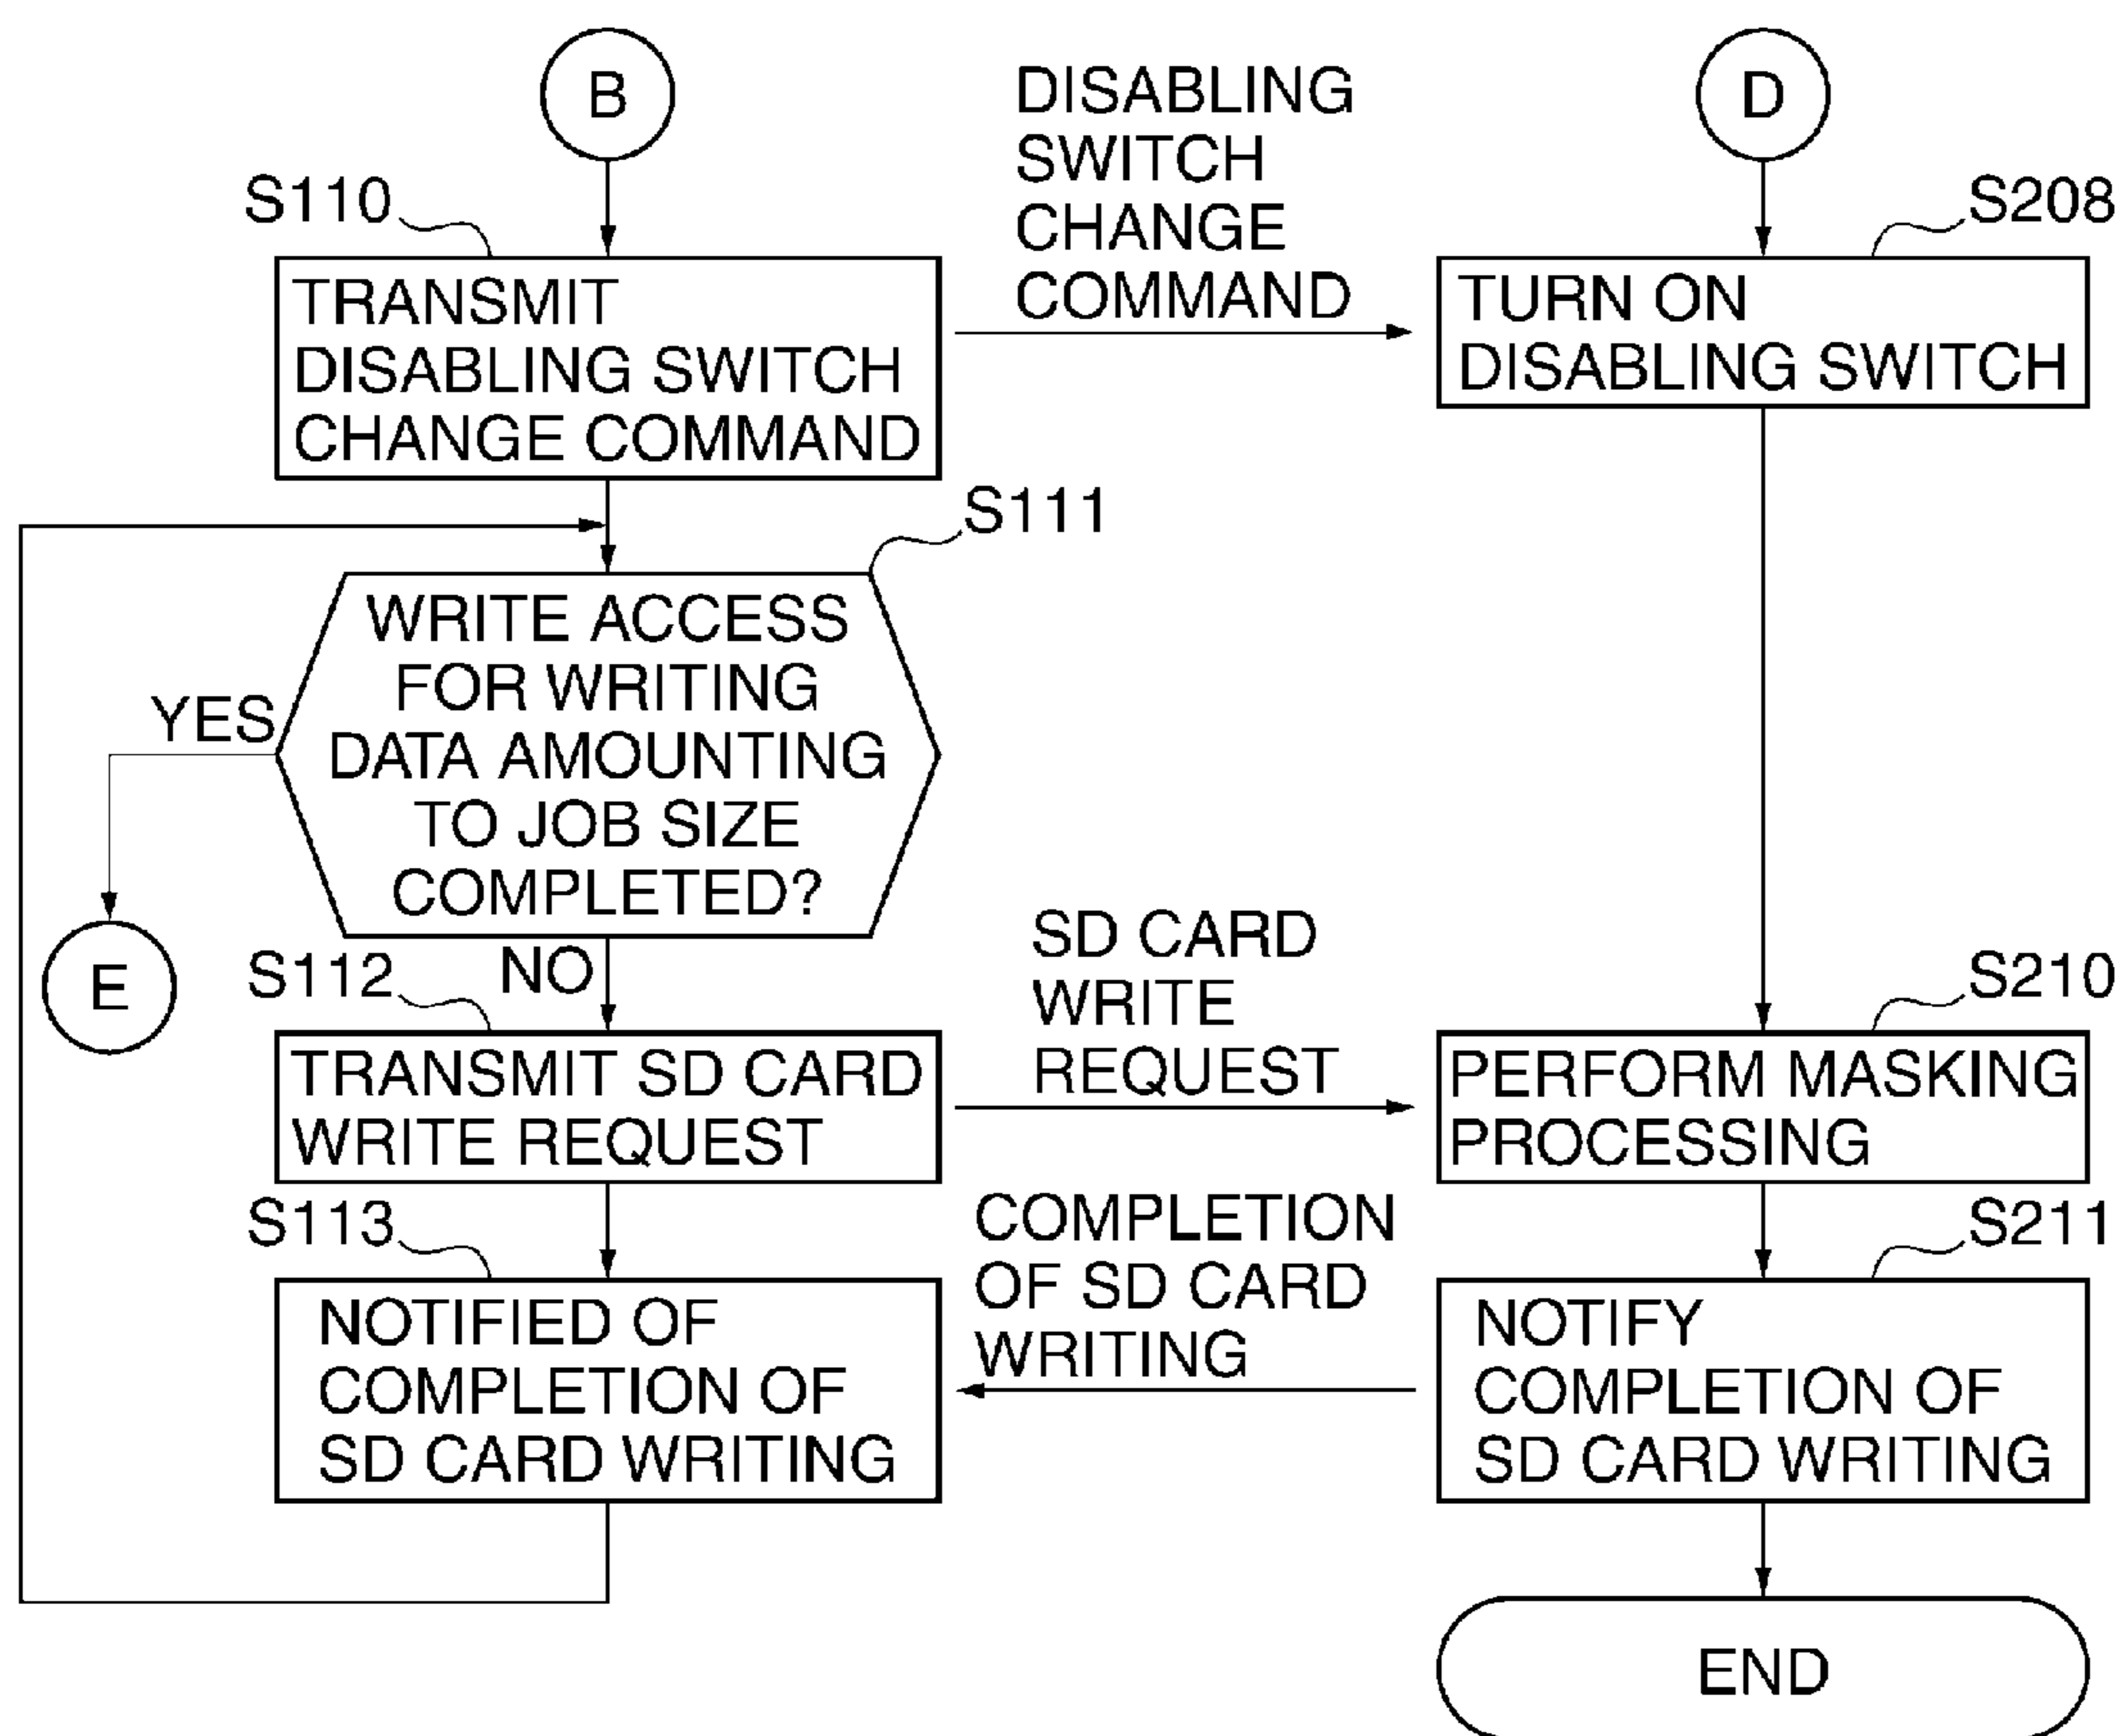 B
D
DISABLING
SWITCH
CHANGE
COMMAND
S110
TRANSMIT
DISABLING SWITCH
CHANGE COMMAND
S208
TURN ON
DISABLING SWITCH
S111
WRITE ACCESS
FOR WRITING
DATA AMOUNTING
TO JOB SIZE
COMPLETED?
YES
E
NO
S112
TRANSMIT SD CARD
WRITE REQUEST
SD CARD
WRITE
REQUEST
S210
PERFORM MASKING
PROCESSING
S113
NOTIFIED OF
COMPLETION OF
SD CARD WRITING
COMPLETION
OF SD CARD
WRITING
S211
NOTIFY
COMPLETION OF
SD CARD WRITING
END